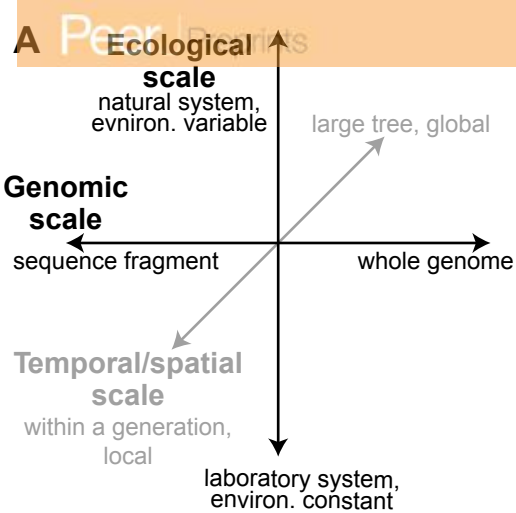 A
Peer Preprints
Ecological
scale
natural system,
evniron. variable
large tree, global
Genomic
scale
sequence fragment
whole genome
Temporal/spatial
scale
within a generation,
local
laboratory system,
environ. constant